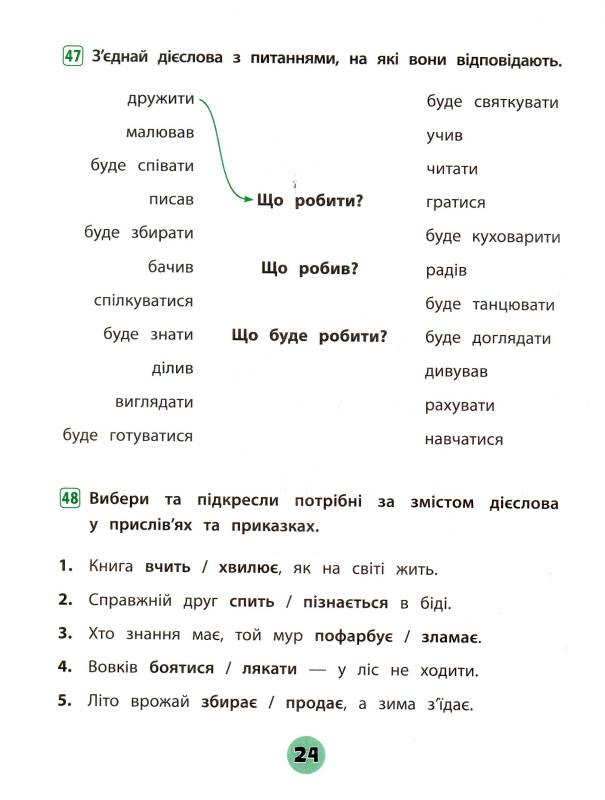 47 З’єднай дієслова з питаннями, на які вони відповідають.
дружити буде святкувати
малював учив
буде співати читати
писав Що робити? гратися
буде збирати буде куховарити
бачив Що робив? радів
спілкуватися буде танцювати
буде знати Що буде робити? буде доглядати
ділив дивував
виглядати рахувати
буде готуватися навчатися
48 Вибери та підкресли потрібні за змістом дієслова
у прислів’ях та приказках.
1. Книга вчить / хвилює, як на світі жить.
2. Справжній друг спить / пізнається в біді.
3. Хто знання має, той мур пофарбує / зламає.
4. Вовків боятися / лякати — у ліс не ходити.
5. Літо врожай збирає / продає, а зима з’їдає.
24